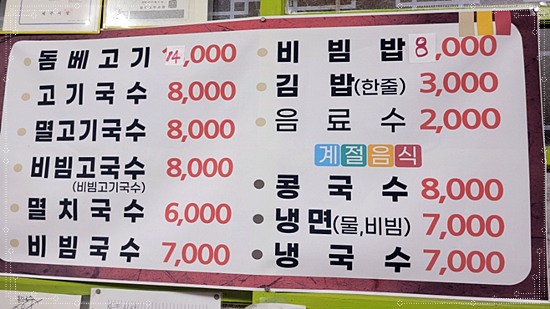 돔베고기 14,000
고기국수 8,000
멸고기국수 8,000
비빔고국수 8,000
(비빔고기국수)
멸치국수 6,000
비빔국수 7,000
비빔밥 8,000
김밥(한줄) 3,000
음료수 2,000
계절음식
콩국수 8,000
냉면(물,비빔) 7,000
냉국수 7,000